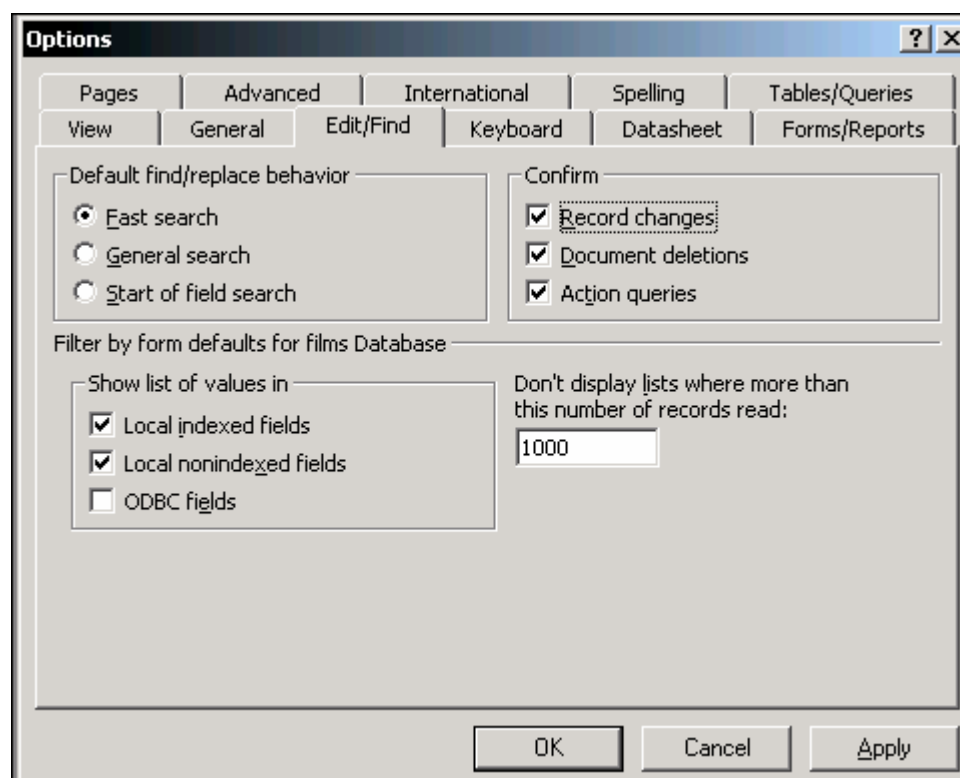 Options
Pages Advanced International Spelling Tables/Queries
View General Edit/Find Keyboard Datasheet Forms/Reports
Default find/replace behavior
Fast search
General search
Start of field search
Confirm
Record changes
Document deletions
Action queries
Filter by form defaults for films Database
Show list of values in
Local indexed fields
Local nonindexed fields
ODBC fields
Don't display lists where more than
this number of records read:
1000
OK Cancel Apply